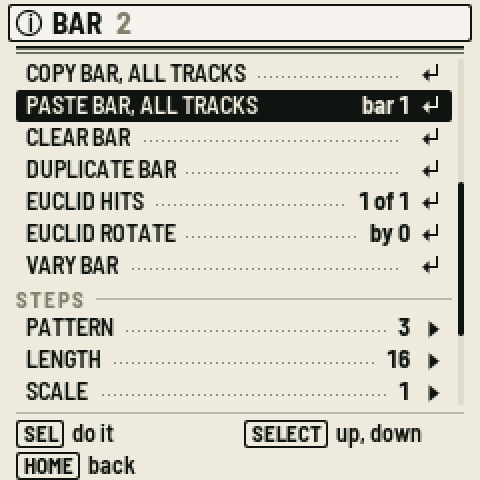 ⓘ BAR 2
COPY BAR, ALL TRACKS ↵
PASTE BAR, ALL TRACKS bar 1 ↵
CLEAR BAR ↵
DUPLICATE BAR ↵
EUCLID HITS 1 of 1 ↵
EUCLID ROTATE by 0 ↵
VARY BAR ↵
STEPS
PATTERN 3 ▶
LENGTH 16 ▶
SCALE 1 ▶
SEL do it SELECT up, down
HOME back